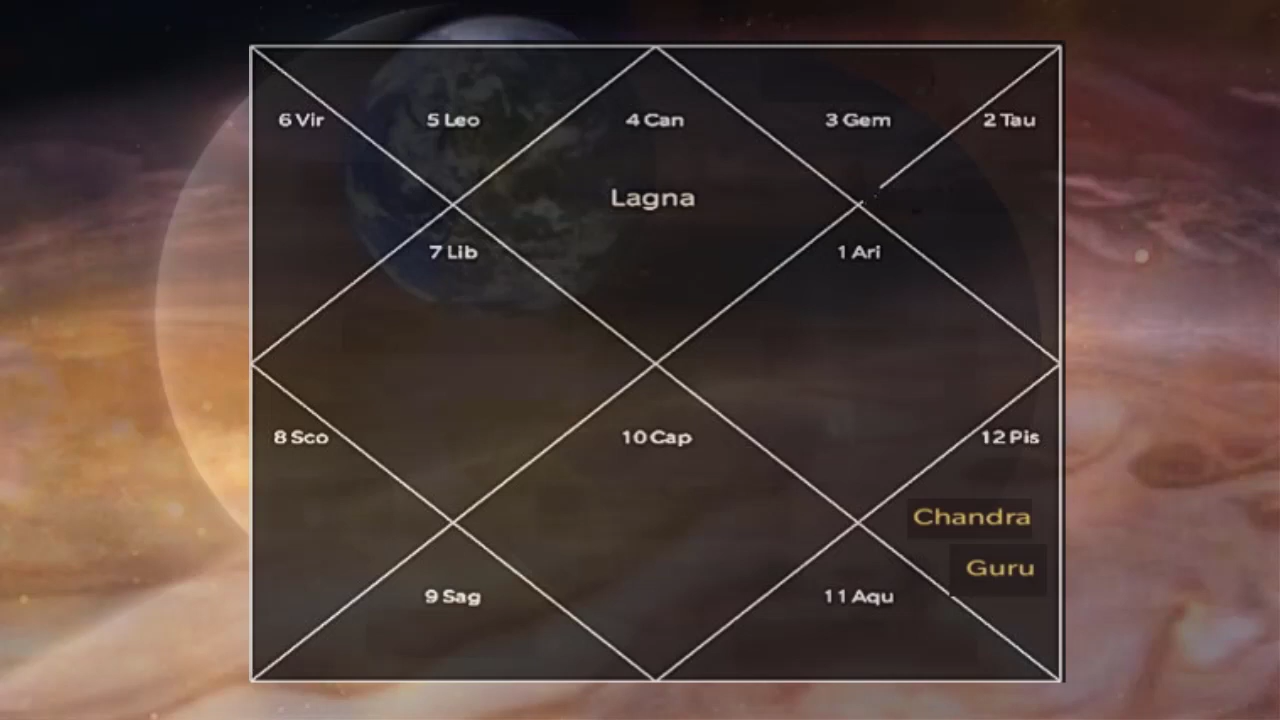 6 Vir
5 Leo
4 Can
3 Gem
2 Tau
Lagna
7 Lib
1 Ari
8 Sco
10 Cap
12 Pis
Chandra
Guru
9 Sag
11 Aqu